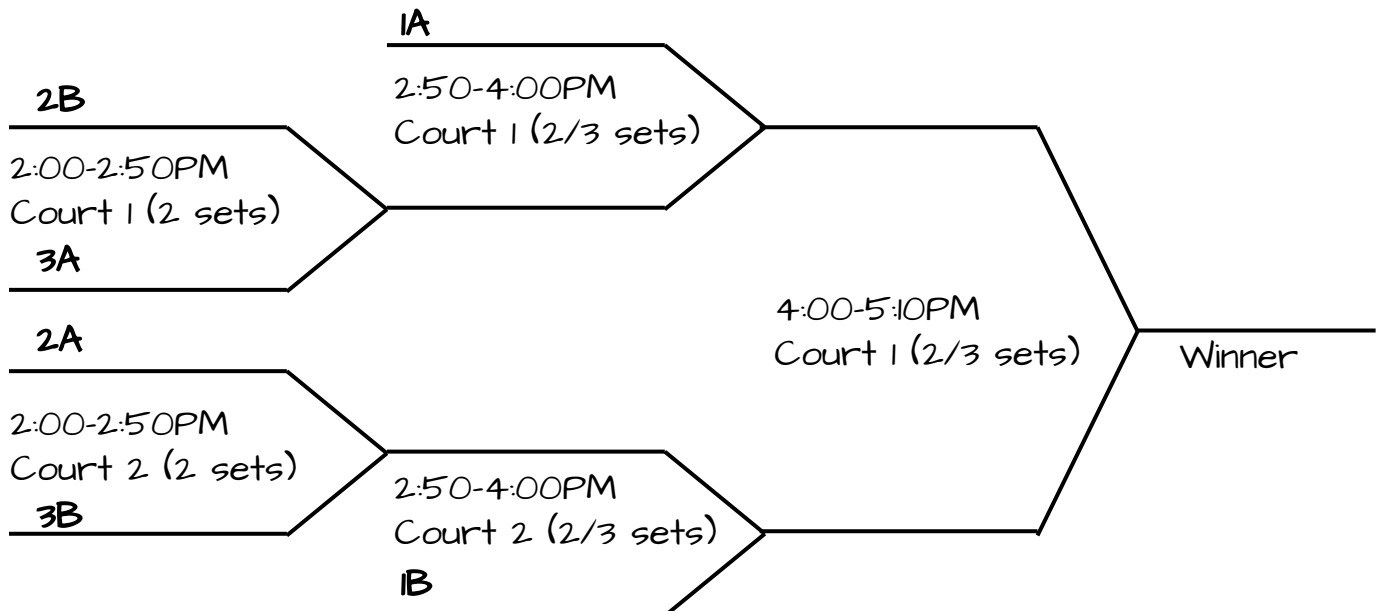 1A
2:50-4:00PM
Court 1 (2/3 sets)
2B
2:00-2:50PM
Court 1 (2 sets)
3A
2A
2:00-2:50PM
Court 2 (2 sets)
3B
2:50-4:00PM
Court 2 (2/3 sets)
1B
4:00-5:10PM
Court 1 (2/3 sets)
Winner